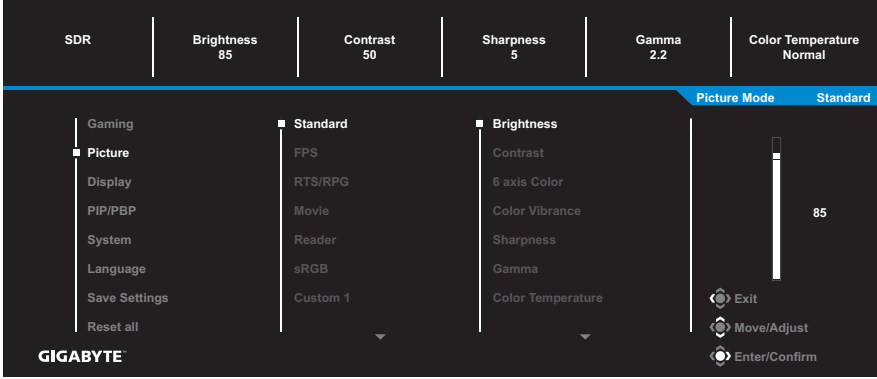 SDR
Brightness
85
Contrast
50
Sharpness
5
Gamma
2.2
Color Temperature
Normal
Picture Mode Standard
Gaming
Picture
Display
PIP/PBP
System
Language
Save Settings
Reset all
Standard
FPS
RTS/RPG
Movie
Reader
sRGB
Custom 1
Brightness
Contrast
6 axis Color
Color Vibrance
Sharpness
Gamma
Color Temperature
85
Exit
Move/Adjust
Enter/Confirm
GIGABYTE™